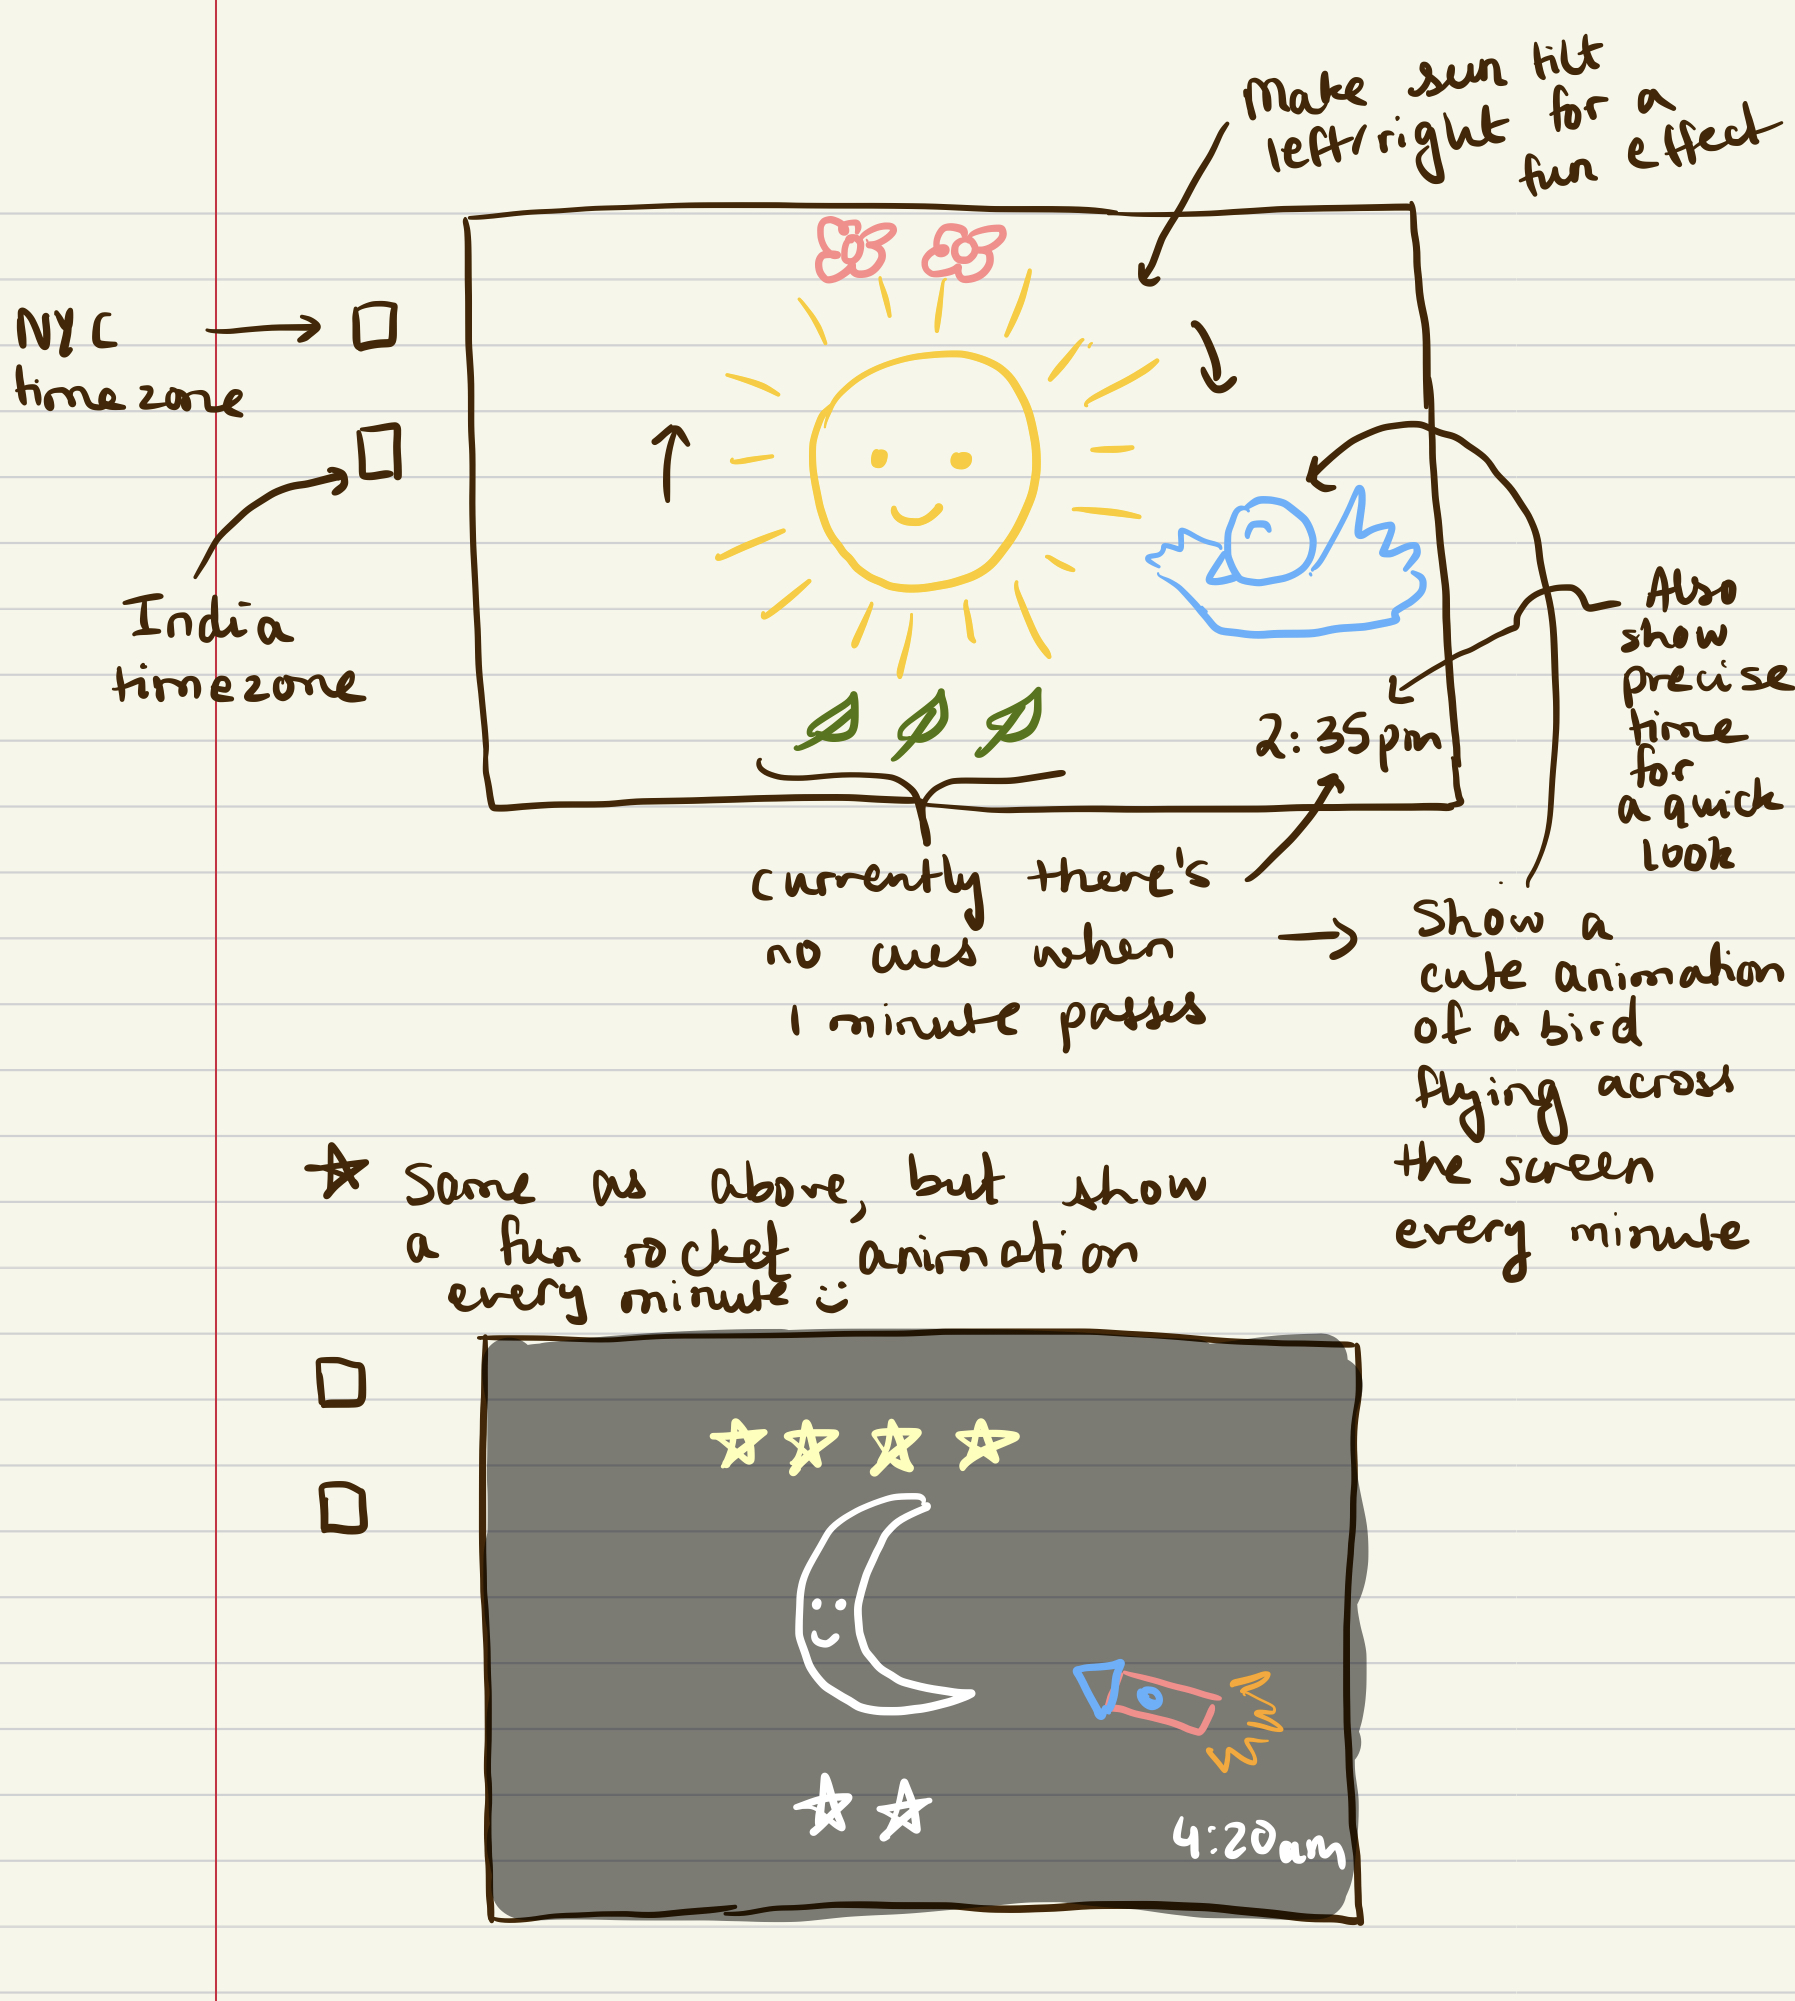 Make sun tilt
left/right for a
fun effect
NYC
timezone
India
timezone
Also
show
precise
time
for
a quick
look
2:35pm
currently there's
no cues when
1 minute passes
Show a
cute animation
of a bird
flying across
the screen
every minute
Same as above, but show
a fun rocket animation
every minute
4:20am